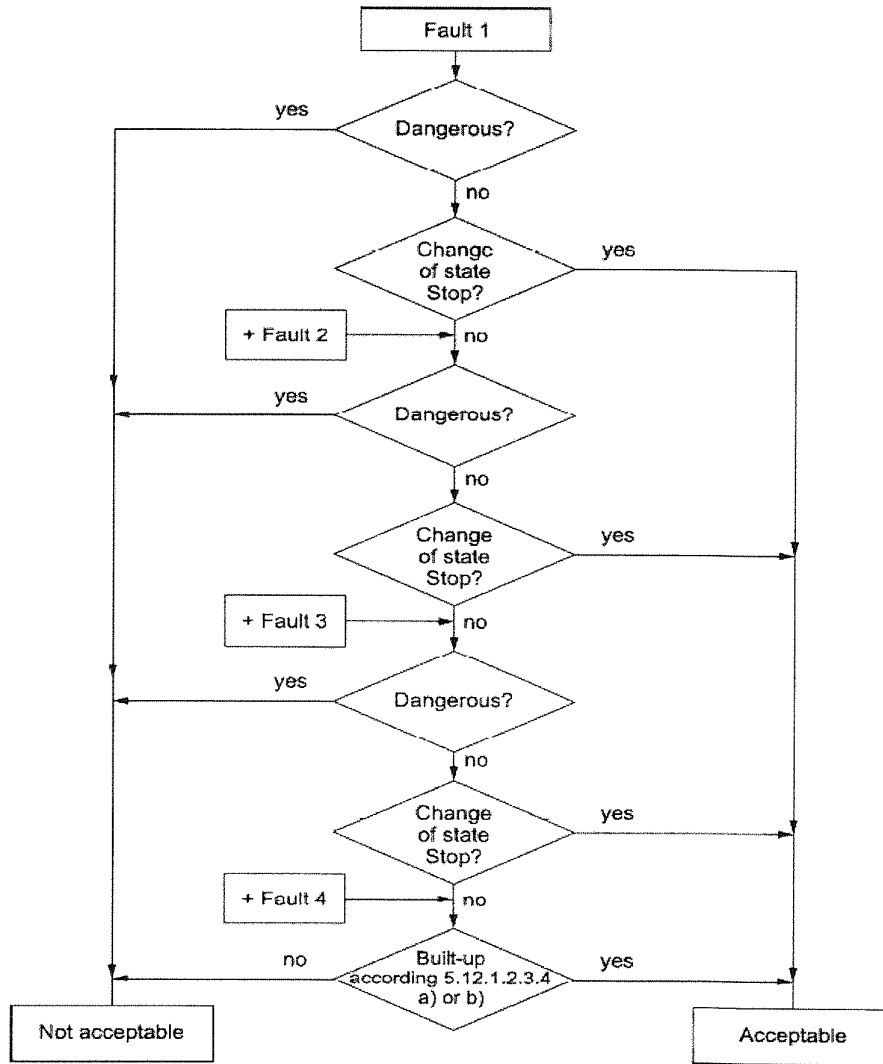 Fault 1
yes
Dangerous?
no
Change
of state
Stop?
yes
+ Fault 2
no
yes
Dangerous?
no
Change
of state
Stop?
yes
+ Fault 3
no
yes
Dangerous?
no
Change
of state
Stop?
yes
+ Fault 4
no
no
Built-up
according 5.12.1.2.3.4
a) or b)
yes
Not acceptable
Acceptable